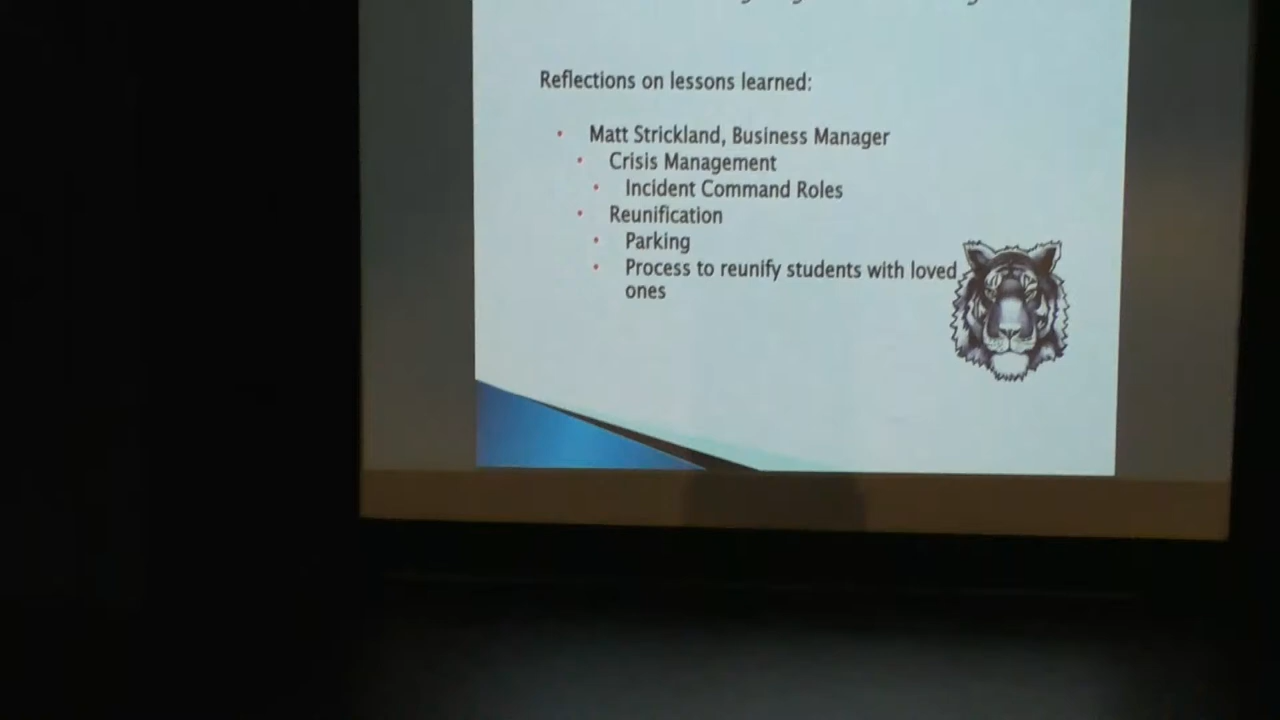 Reflections on lessons learned:
Matt Strickland, Business Manager
Crisis Management
Incident Command Roles
Reunification
Parking
Process to reunify students with loved
ones